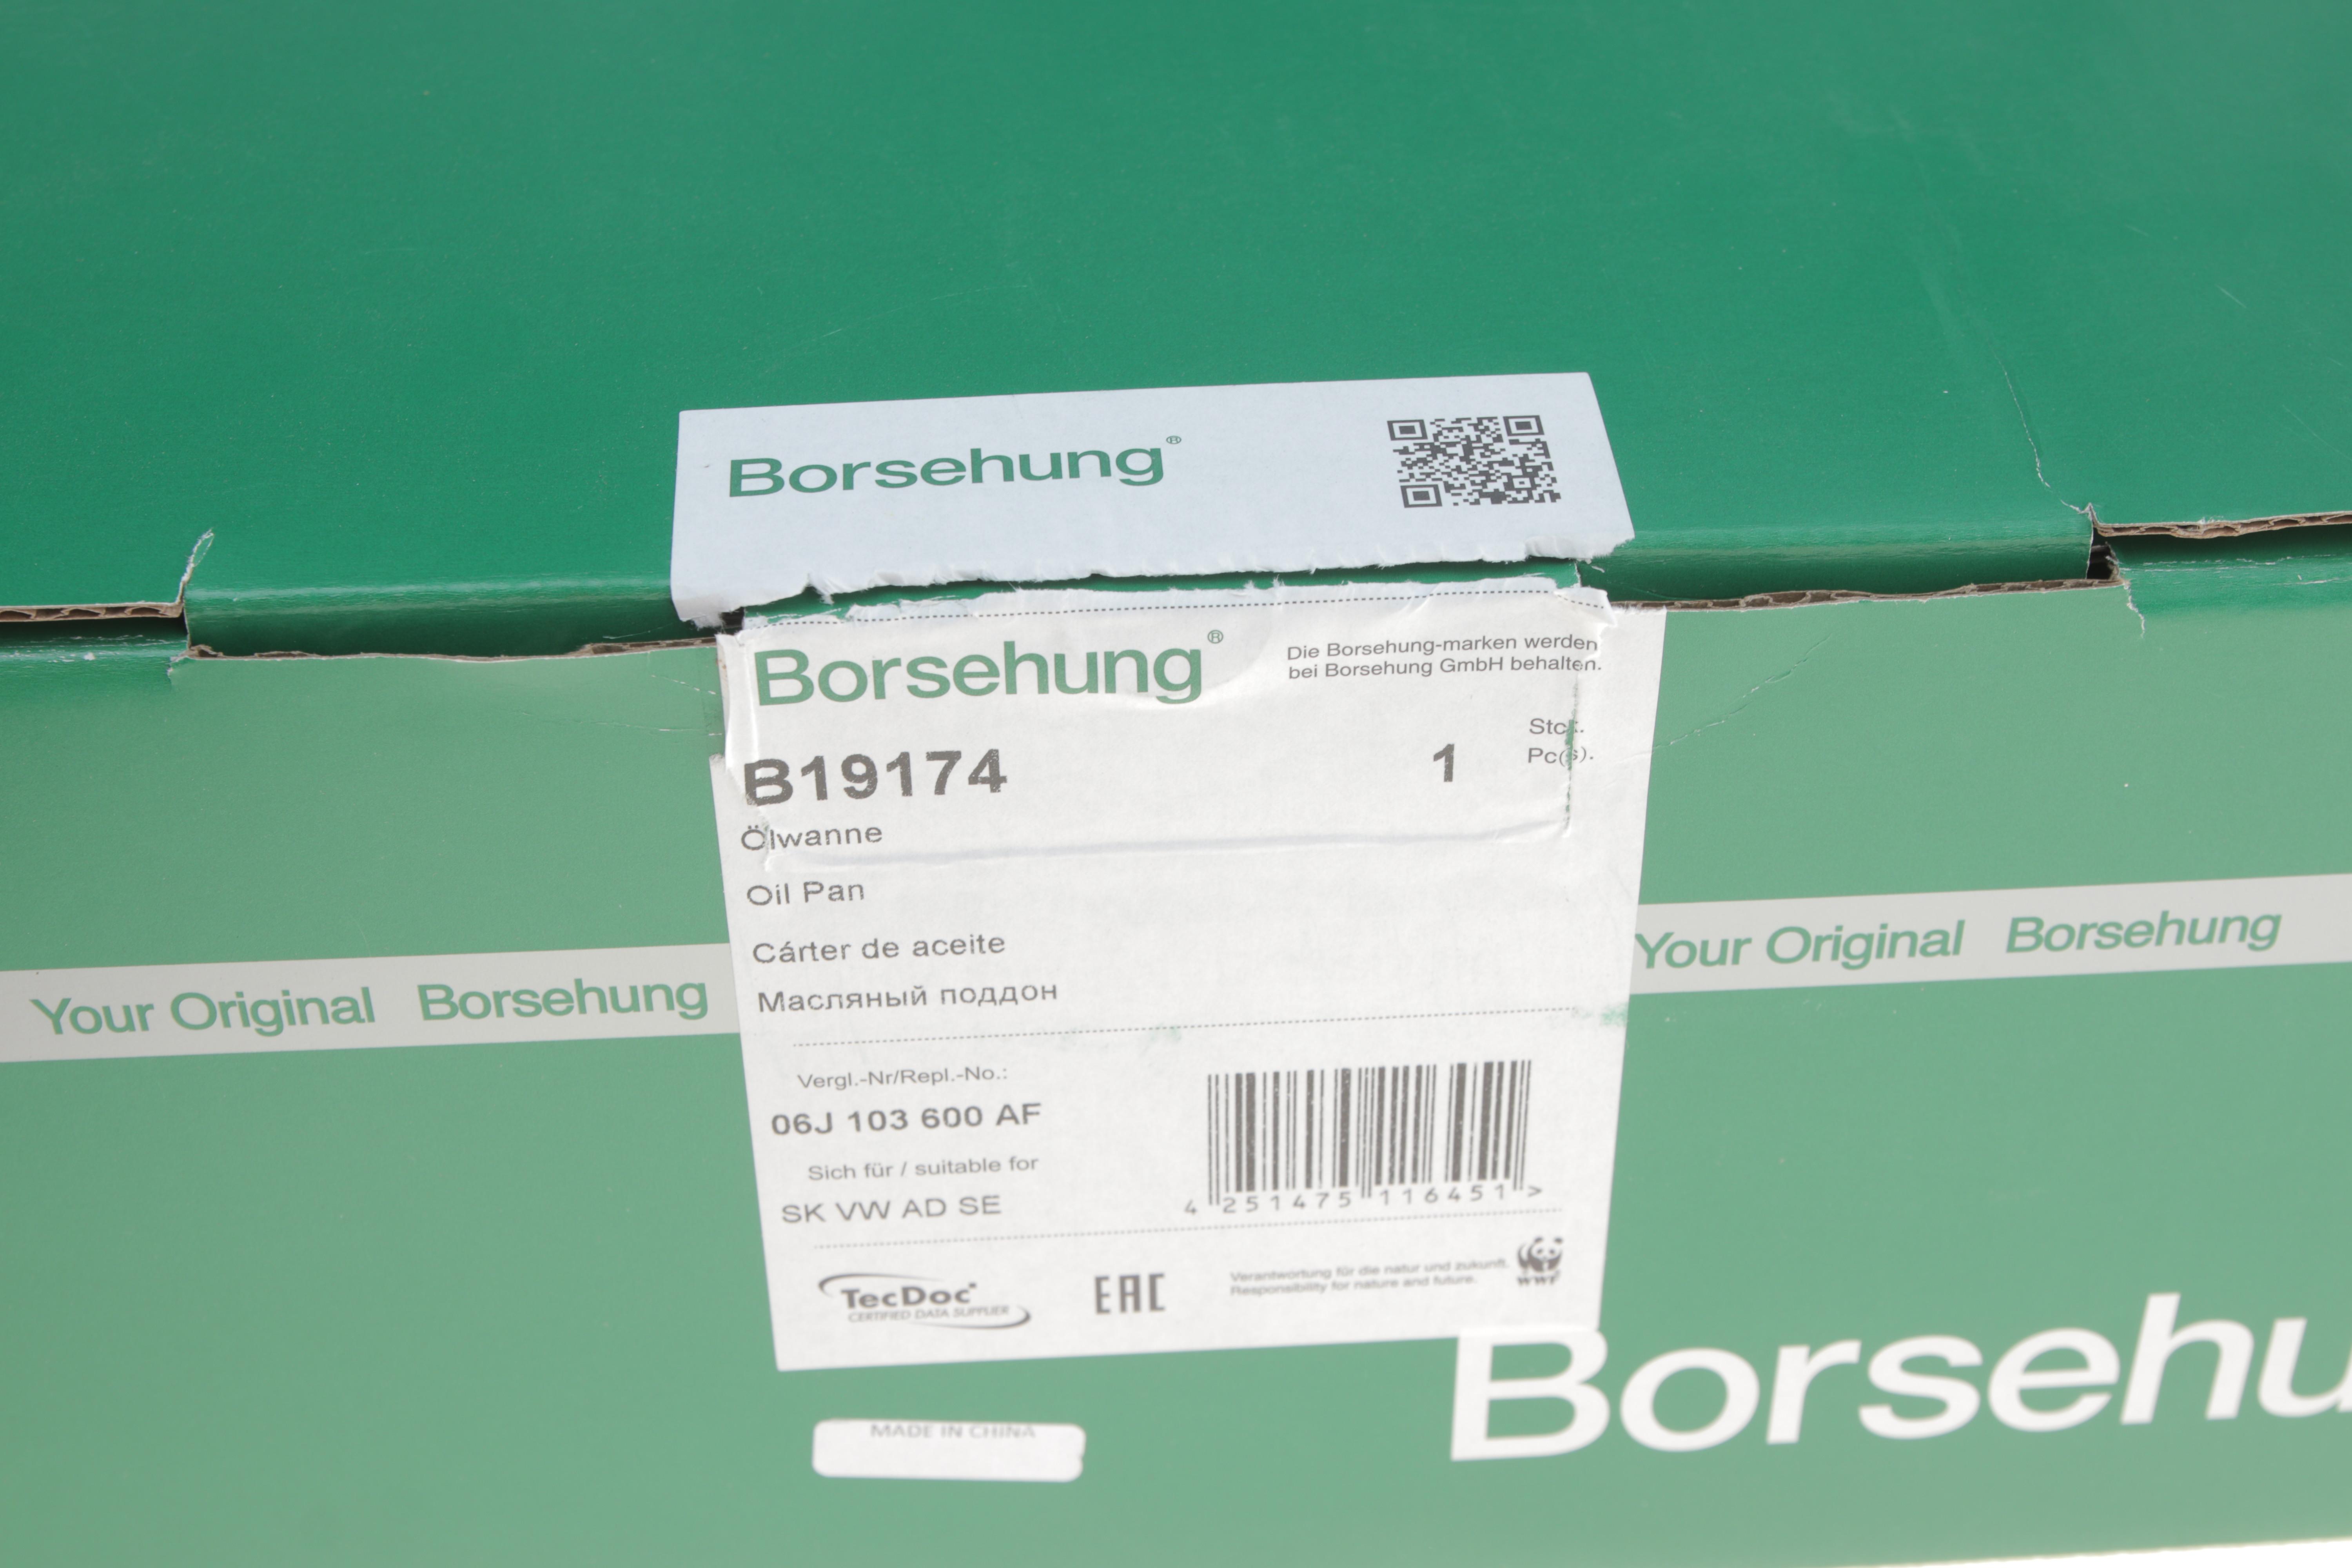 Borsehung®
Borsehung®
Die Borsehung-marken werden
bei Borsehung GmbH behalten.
B19174
1
Stck.
Pc(s).
Ölwanne
Oil Pan
Cárter de aceite
Масляный поддон
Your Original Borsehung
Your Original Borsehung
Vergl.-Nr/Repl.-No.:
06J 103 600 AF
Sich für / suitable for
SK VW AD SE
4 251475 116451 >
TecDoc
CERTIFIED DATA SUPPLIER
EAC
Verantwortung für die natur und zukunft.
Responsibility for nature and future.
WWF
Borsehu
MADE IN CHINA